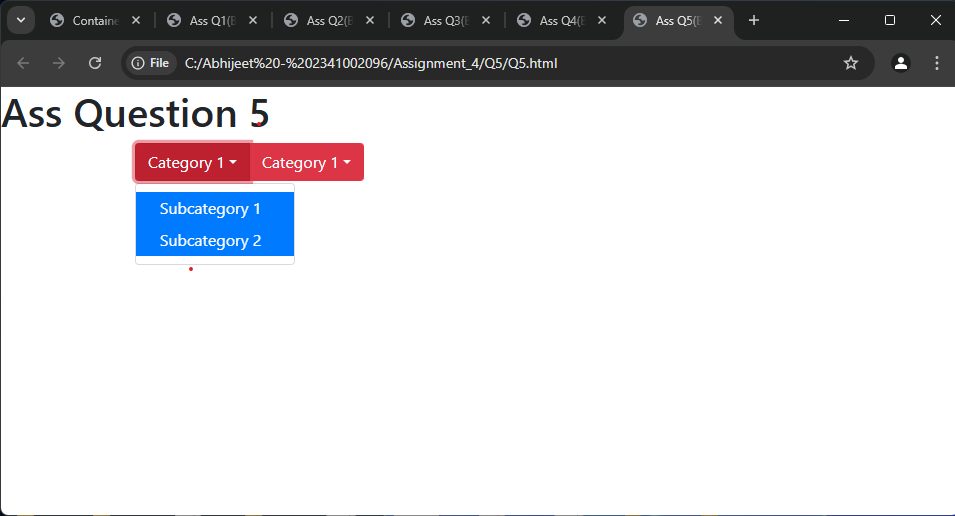 Containe
Ass Q1(B
Ass Q2(B
Ass Q3(B
Ass Q4(B
Ass Q5(B
File
C:/Abhijeet%20-%202341002096/Assignment_4/Q5/Q5.html
Ass Question 5
Category 1
Category 1
Subcategory 1
Subcategory 2